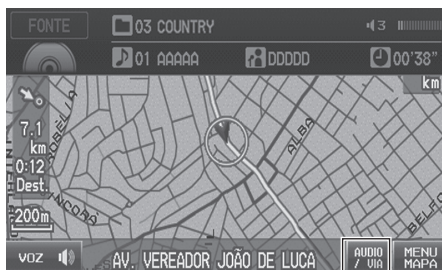 FONTE
03 COUNTRY
3
01 AAAAA
DDDDD
00'38"
km
7.1
km
0:12
Dest.
ALBA
200m
VOZ
AV. VEREADOR JOÃO DE LUCA
AUDIO
VIA
MENU
MAPA